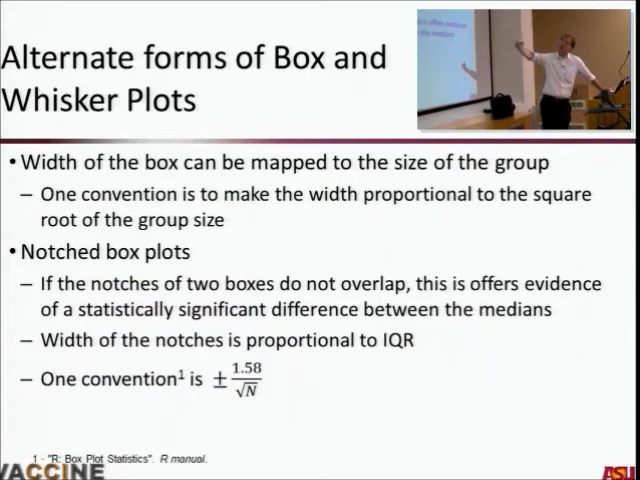 Alternate forms of Box and
Whisker Plots
• Width of the box can be mapped to the size of the group
– One convention is to make the width proportional to the square
root of the group size
• Notched box plots
– If the notches of two boxes do not overlap, this is offers evidence
of a statistically significant difference between the medians
– Width of the notches is proportional to IQR
– One convention¹ is ± 1.58/√N
1 - "R: Box Plot Statistics". R manual.
VACCINE
ASU